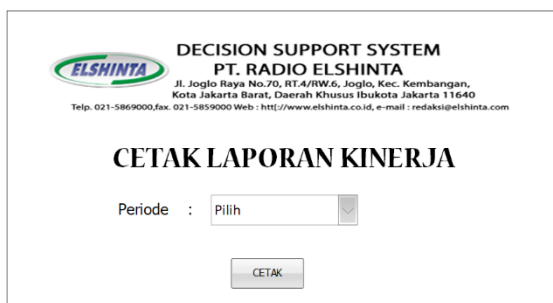 ELSHINTA
DECISION SUPPORT SYSTEM
PT. RADIO ELSHINTA
Jl. Joglo Raya No.70, RT.4/RW.6, Joglo, Kec. Kembangan,
Kota Jakarta Barat, Daerah Khusus Ibukota Jakarta 11640
Telp. 021-5869000,fax. 021-5859000 Web : htt[://www.elshinta.co.id, e-mail : redaksi@elshinta.com
CETAK LAPORAN KINERJA
Periode : Pilih
CETAK